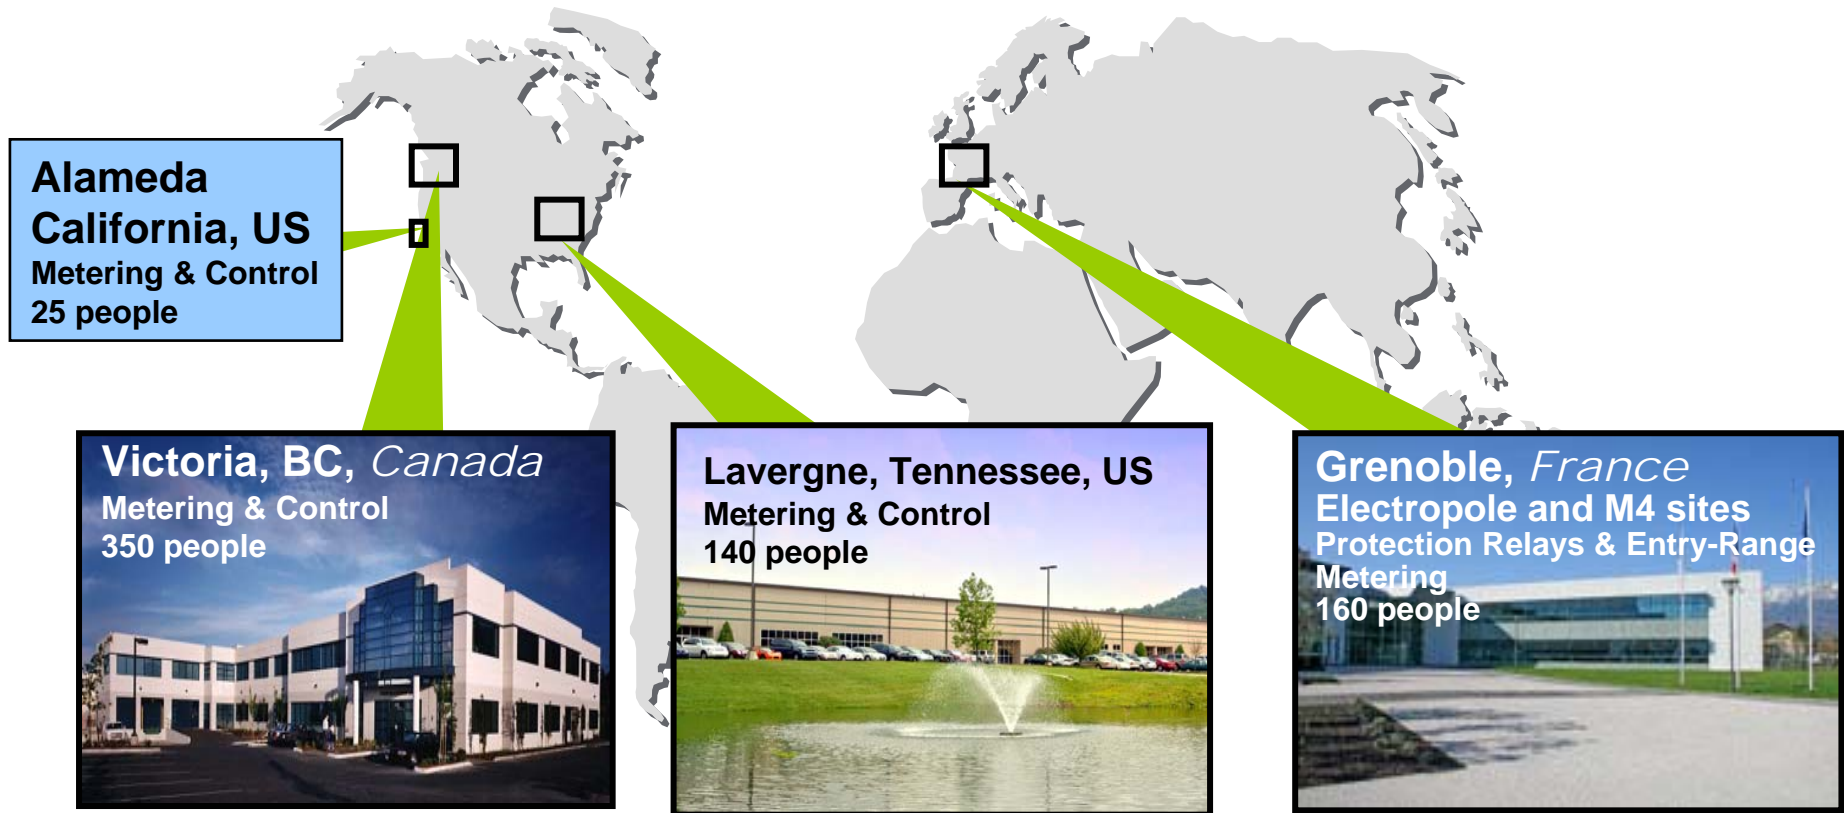 Alameda
California, US
Metering & Control
25 people
Victoria, BC, Canada
Metering & Control
350 people
Lavergne, Tennessee, US
Metering & Control
140 people
Grenoble, France
Electropole and M4 sites
Protection Relays & Entry-Range
Metering
160 people